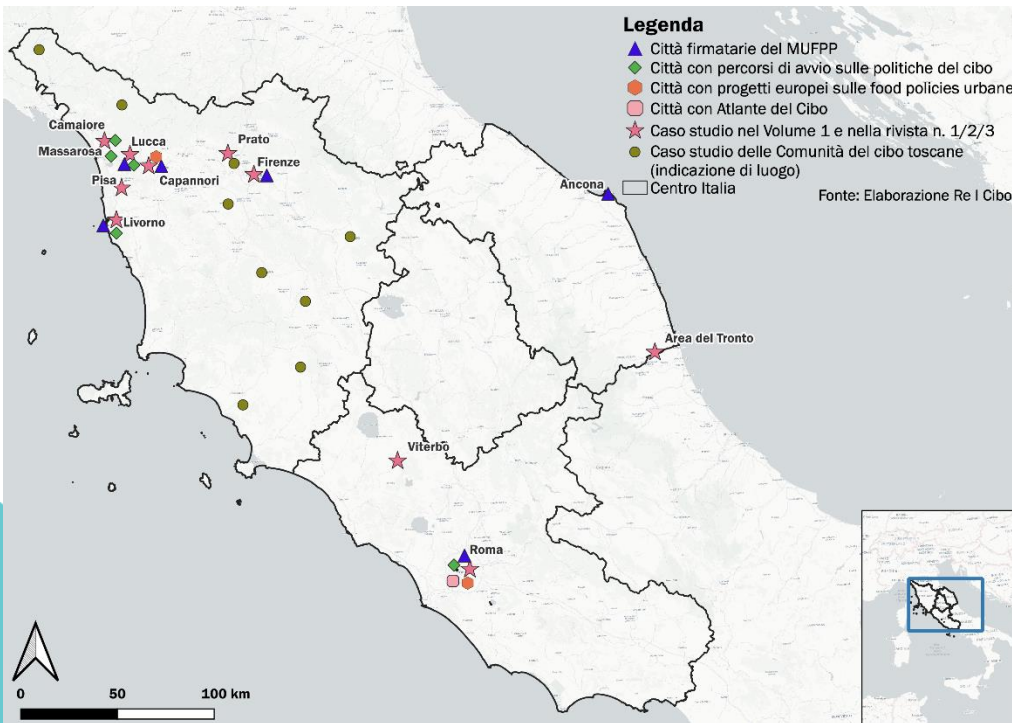 Legenda
Città firmatarie del MUFPP
Città con percorsi di avvio sulle politiche del cibo
Città con progetti europei sulle food policies urbane
Città con Atlante del Cibo
Caso studio nel Volume 1 e nella rivista n. 1/2/3
Caso studio delle Comunità del cibo toscane
(indicazione di luogo)
Centro Italia
Fonte: Elaborazione Re l Cibo
Camaiore
Lucca
Prato
Massarosa
Firenze
Capannori
Pisa
Livorno
Ancona
Area del Tronto
Viterbo
Roma
0 50 100 km